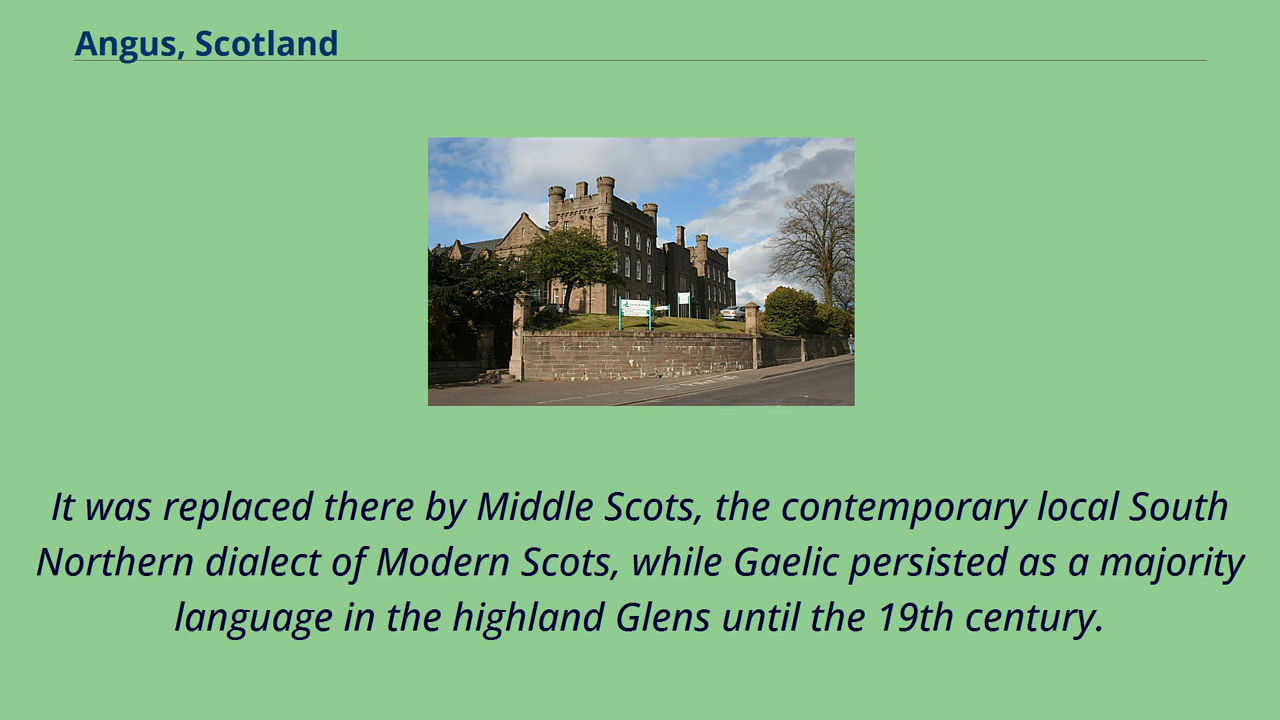 Angus, Scotland
It was replaced there by Middle Scots, the contemporary local South
Northern dialect of Modern Scots, while Gaelic persisted as a majority
language in the highland Glens until the 19th century.